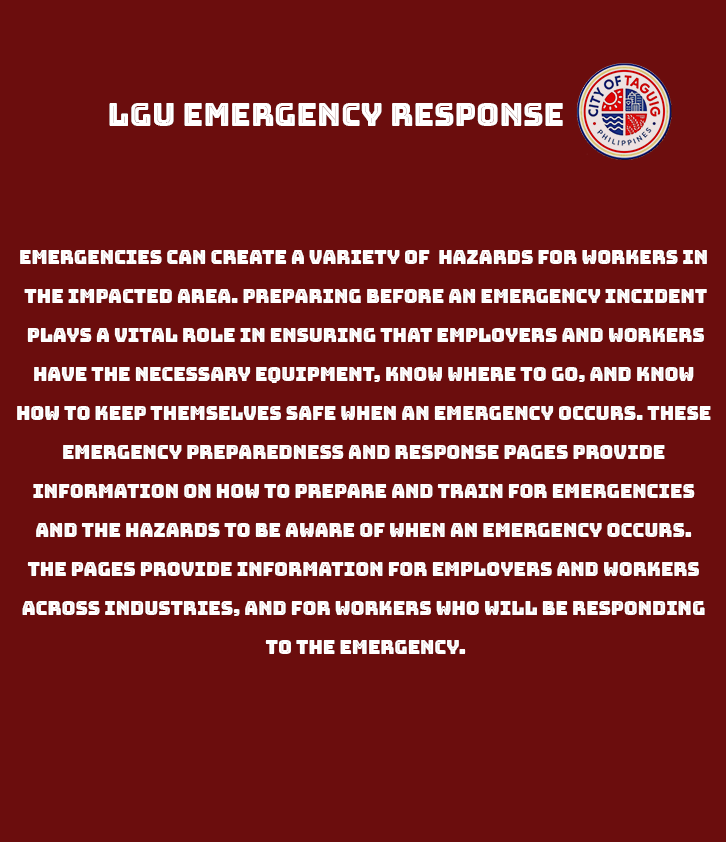 LGU EMERGENCY RESPONSE
CITY OF TAGUIG
PHILIPPINES
EMERGENCIES CAN CREATE A VARIETY OF HAZARDS FOR WORKERS IN
THE IMPACTED AREA. PREPARING BEFORE AN EMERGENCY INCIDENT
PLAYS A VITAL ROLE IN ENSURING THAT EMPLOYERS AND WORKERS
HAVE THE NECESSARY EQUIPMENT, KNOW WHERE TO GO, AND KNOW
HOW TO KEEP THEMSELVES SAFE WHEN AN EMERGENCY OCCURS. THESE
EMERGENCY PREPAREDNESS AND RESPONSE PAGES PROVIDE
INFORMATION ON HOW TO PREPARE AND TRAIN FOR EMERGENCIES
AND THE HAZARDS TO BE AWARE OF WHEN AN EMERGENCY OCCURS.
THE PAGES PROVIDE INFORMATION FOR EMPLOYERS AND WORKERS
ACROSS INDUSTRIES, AND FOR WORKERS WHO WILL BE RESPONDING
TO THE EMERGENCY.